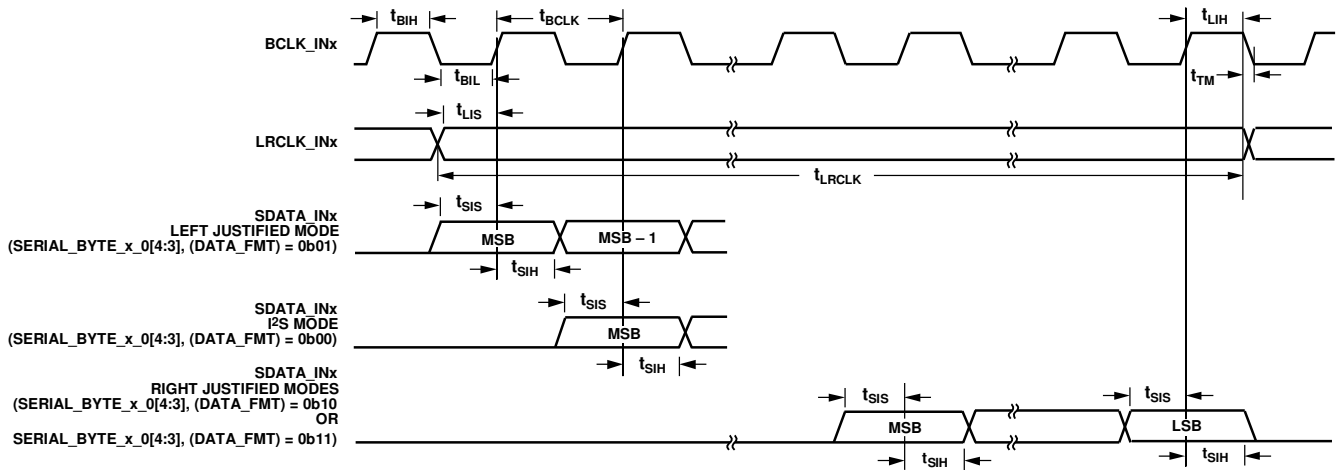 tBIH
tBCLK
tLIH
BCLK_INx
tBIL
tTM
tLIS
LRCLK_INx
tLRCLK
tSIS
SDATA_INx
LEFT JUSTIFIED MODE
(SERIAL_BYTE_x_0[4:3], (DATA_FMT) = 0b01)
MSB
MSB – 1
tSIH
tSIS
SDATA_INx
I2S MODE
(SERIAL_BYTE_x_0[4:3], (DATA_FMT) = 0b00)
MSB
tSIH
SDATA_INx
RIGHT JUSTIFIED MODES
(SERIAL_BYTE_x_0[4:3], (DATA_FMT) = 0b10
OR
SERIAL_BYTE_x_0[4:3], (DATA_FMT) = 0b11)
tSIS
tSIS
MSB
LSB
tSIH
tSIH